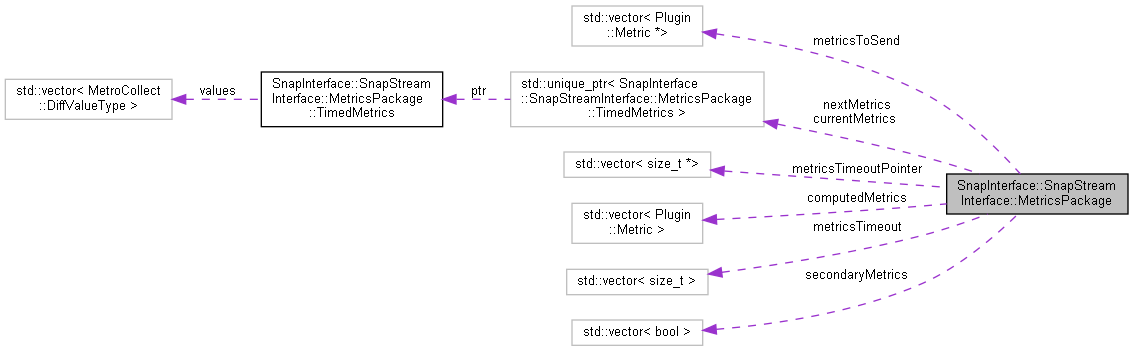 std::vector< Plugin
::Metric *>
metricsToSend
std::vector< MetroCollect
::DiffValueType >
values
SnapInterface::SnapStream
Interface::MetricsPackage
::TimedMetrics
ptr
std::unique_ptr< SnapInterface
::SnapStreamInterface::MetricsPackage
::TimedMetrics >
nextMetrics
currentMetrics
std::vector< size_t *>
metricsTimeoutPointer
SnapInterface::SnapStream
Interface::MetricsPackage
std::vector< Plugin
::Metric >
computedMetrics
metricsTimeout
std::vector< size_t >
secondaryMetrics
std::vector< bool >